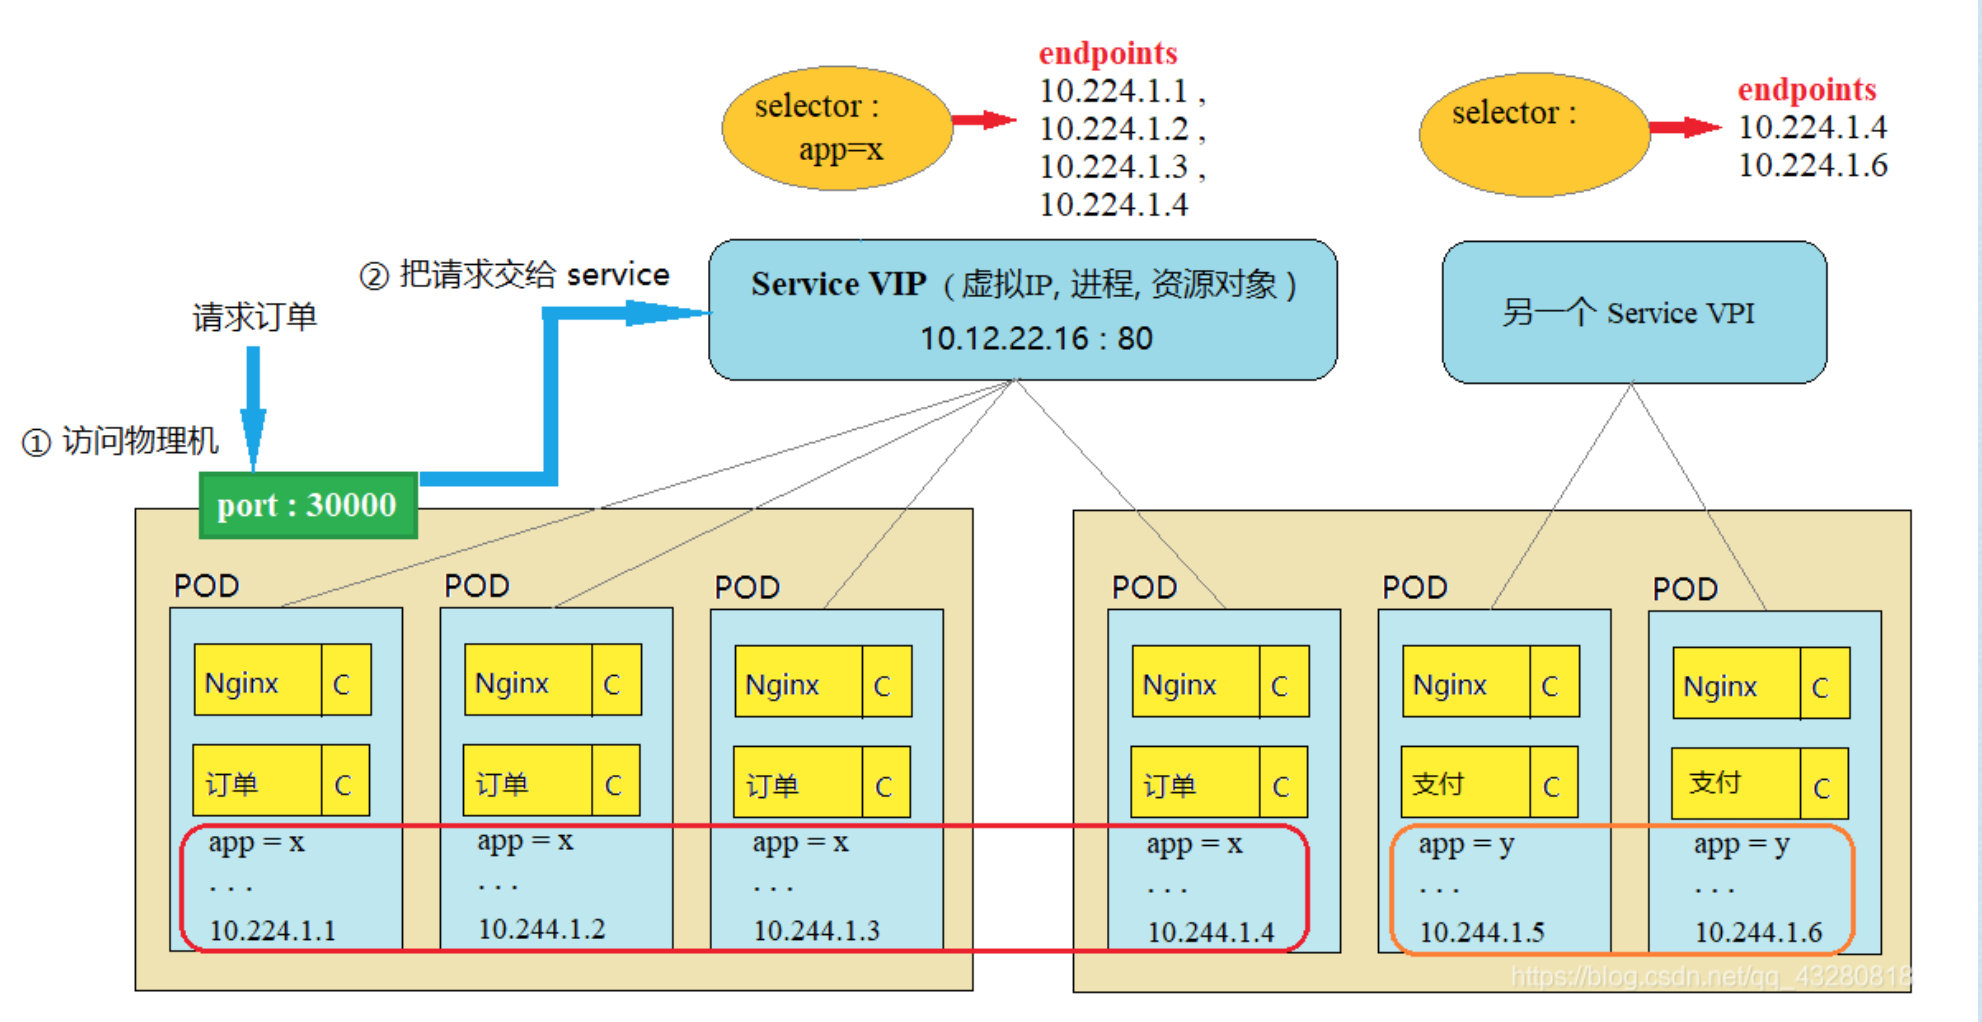 endpoints
10.224.1.1 ,
10.224.1.2 ,
10.224.1.3 ,
10.224.1.4
selector :
app=x
endpoints
10.224.1.4
10.224.1.6
selector :
② 把请求交给 service
请求订单
① 访问物理机
port : 30000
Service VIP （虚拟IP, 进程, 资源对象）
10.12.22.16 : 80
另一个 Service VPI
POD
Nginx C
订单 C
app = x
. . .
10.224.1.1
POD
Nginx C
订单 C
app = x
. . .
10.244.1.2
POD
Nginx C
订单 C
app = x
. . .
10.244.1.3
POD
Nginx C
订单 C
app = x
. . .
10.244.1.4
POD
Nginx C
支付 C
app = y
. . .
10.244.1.5
POD
Nginx C
支付 C
app = y
. . .
10.244.1.6
https://blog.csdn.net/qq_43280818